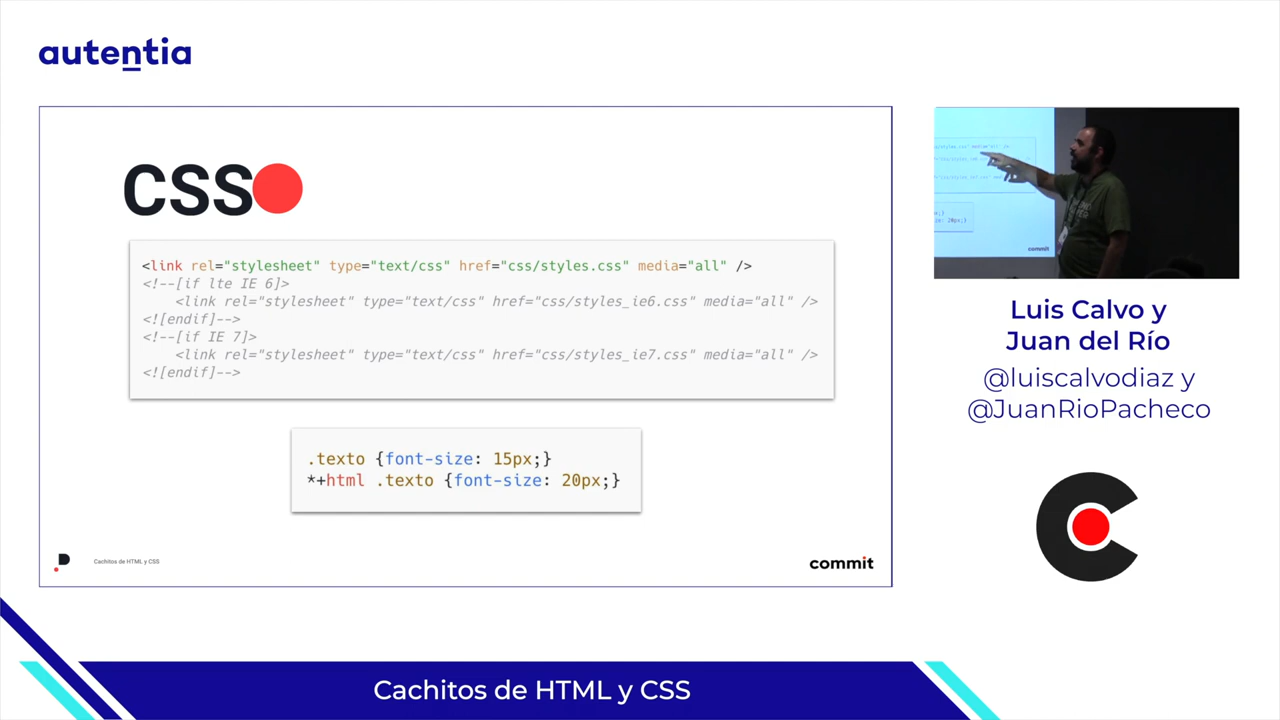 autentia
CSS
<link rel="stylesheet" type="text/css" href="css/styles.css" media="all" />
<!--[if lte IE 6]>
<link rel="stylesheet" type="text/css" href="css/styles_ie6.css" media="all" />
<![endif]-->
<!--[if IE 7]>
<link rel="stylesheet" type="text/css" href="css/styles_ie7.css" media="all" />
<![endif]-->
.texto {font-size: 15px;}
*+html .texto {font-size: 20px;}
Cachitos de HTML y CSS
commit
commit
Luis Calvo y
Juan del Río
@luiscalvodiaz y
@JuanRioPacheco
Cachitos de HTML y CSS